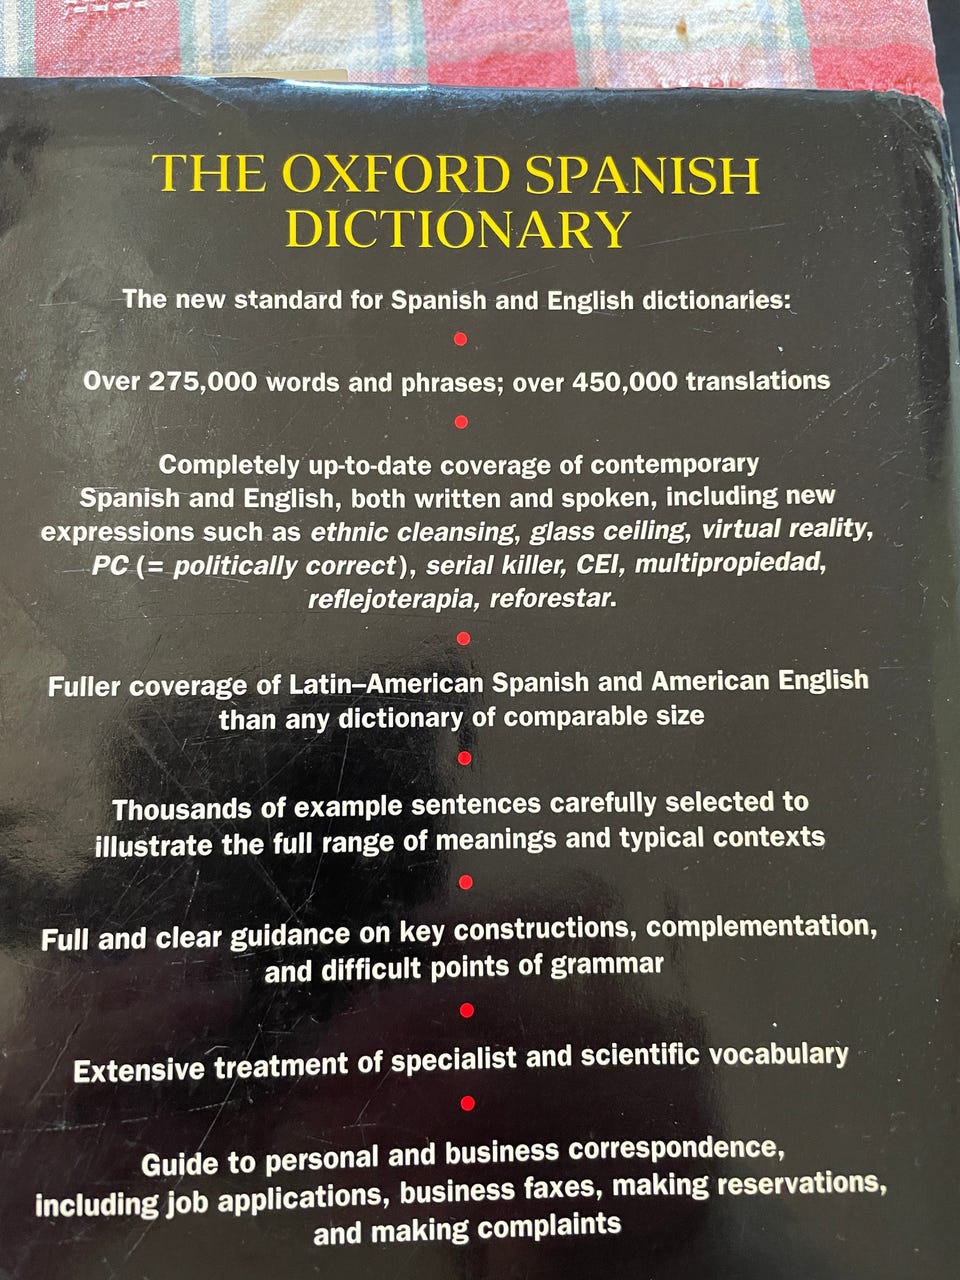 THE OXFORD SPANISH
DICTIONARY
The new standard for Spanish and English dictionaries:
Over 275,000 words and phrases; over 450,000 translations
Completely up-to-date coverage of contemporary
Spanish and English, both written and spoken, including new
expressions such as ethnic cleansing, glass ceiling, virtual reality,
PC (= politically correct), serial killer, CEI, multipropiedad,
reflejoterapia, reforestar.
Fuller coverage of Latin–American Spanish and American English
than any dictionary of comparable size
Thousands of example sentences carefully selected to
illustrate the full range of meanings and typical contexts
Full and clear guidance on key constructions, complementation,
and difficult points of grammar
Extensive treatment of specialist and scientific vocabulary
Guide to personal and business correspondence,
including job applications, business faxes, making reservations,
and making complaints